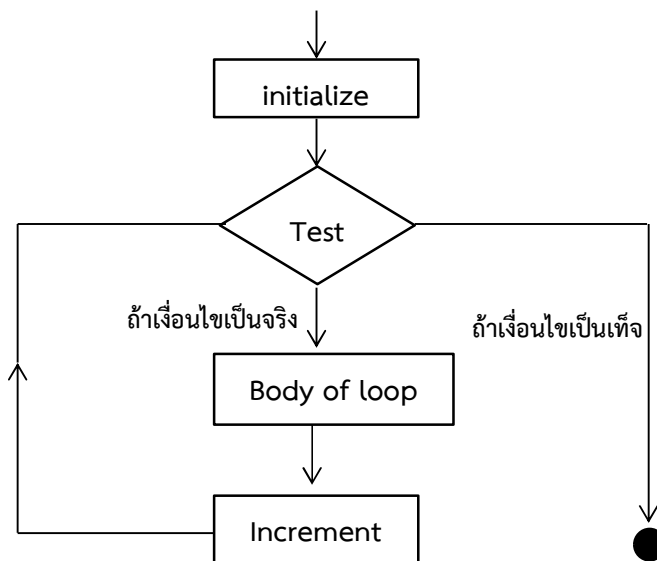 initialize
Test
ถ้าเงื่อนไขเป็นจริง
ถ้าเงื่อนไขเป็นเท็จ
Body of loop
Increment